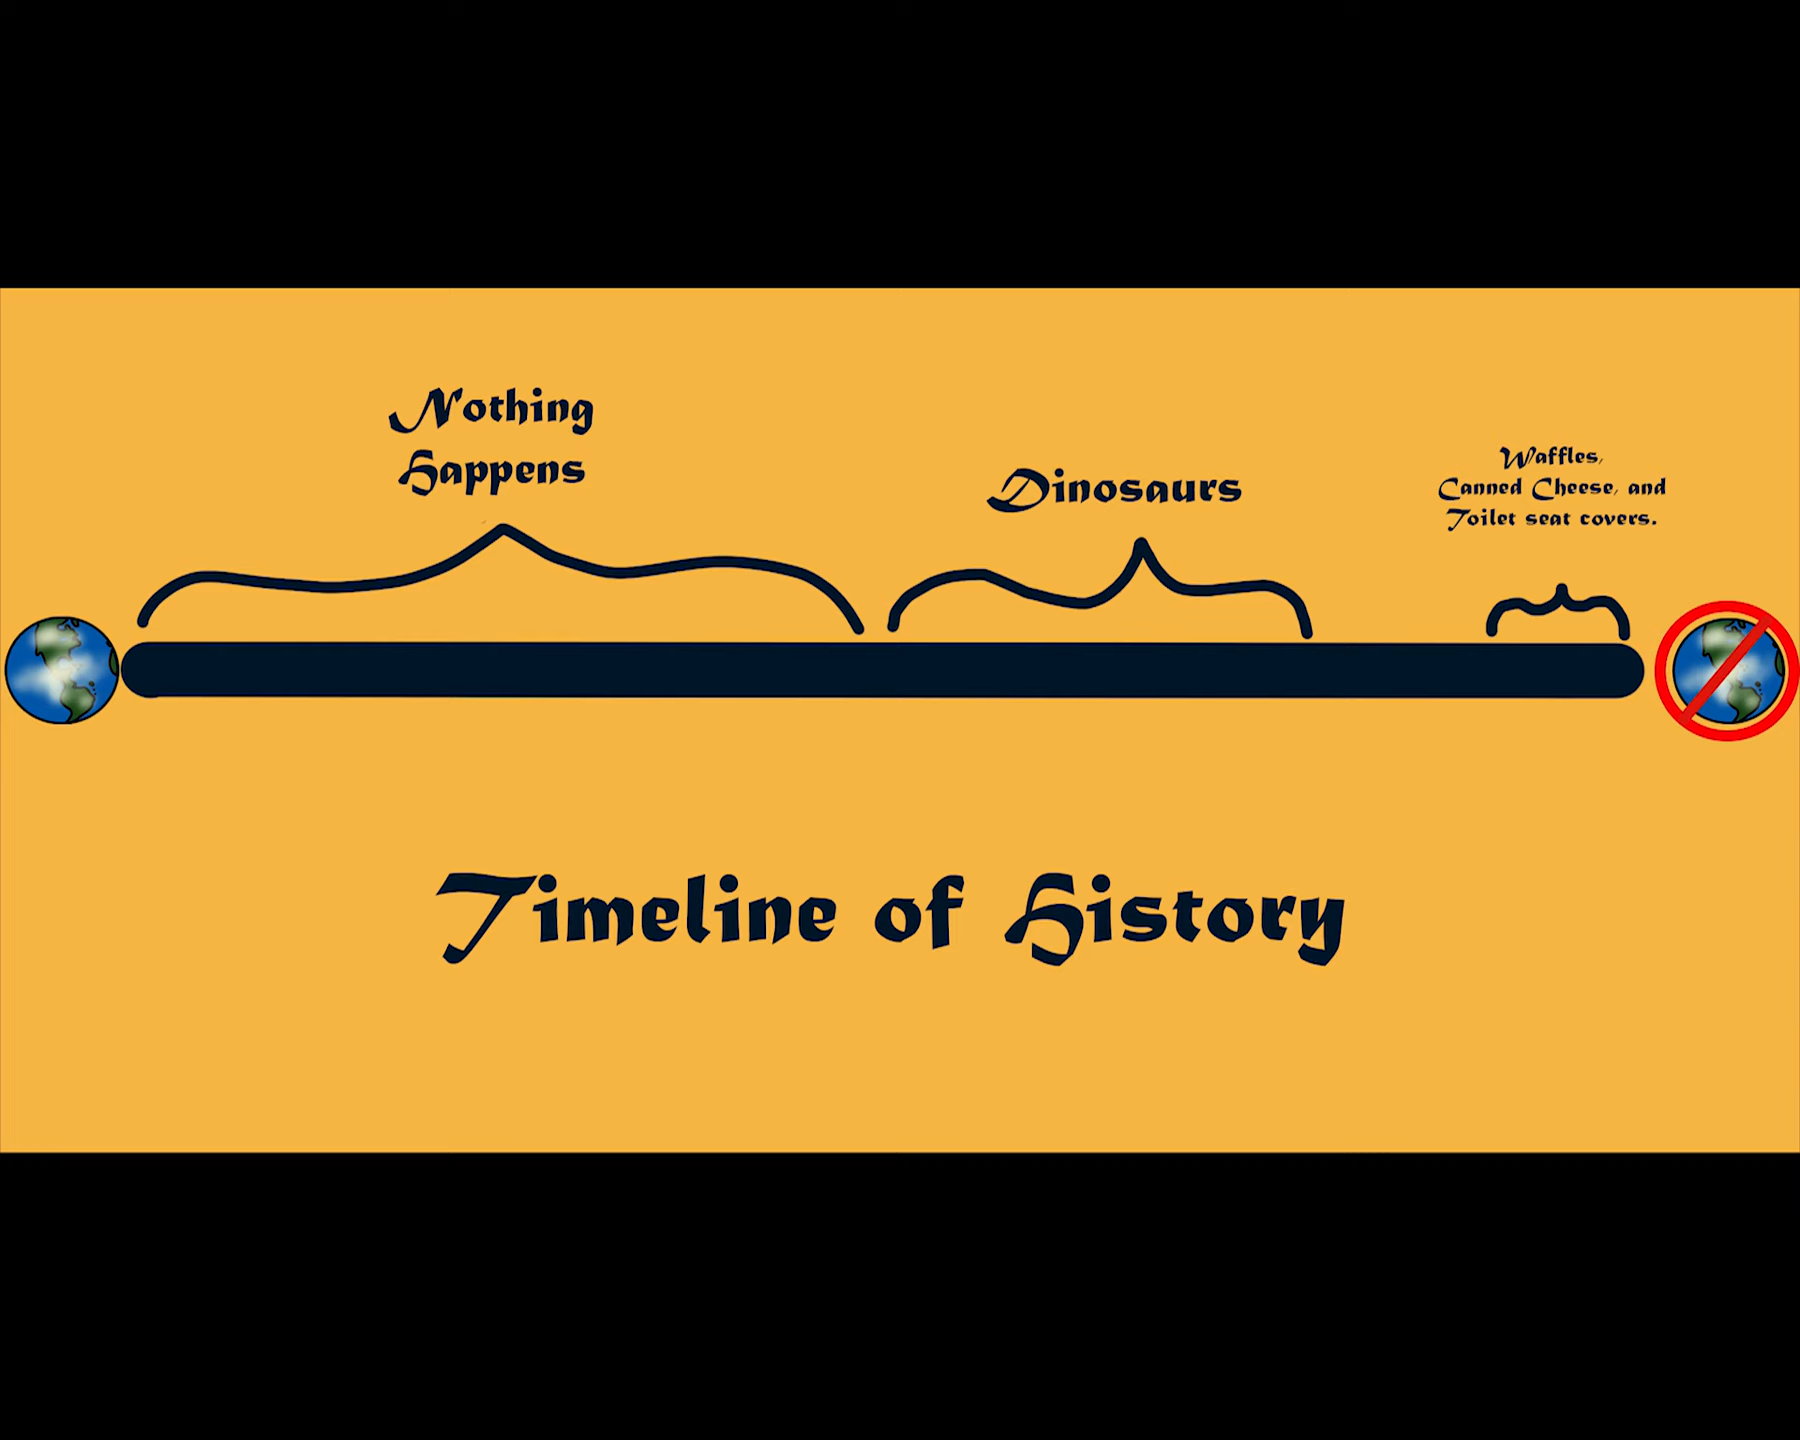 Nothing
Happens
Dinosaurs
Waffles,
Canned Cheese, and
Toilet seat covers.
Timeline of History